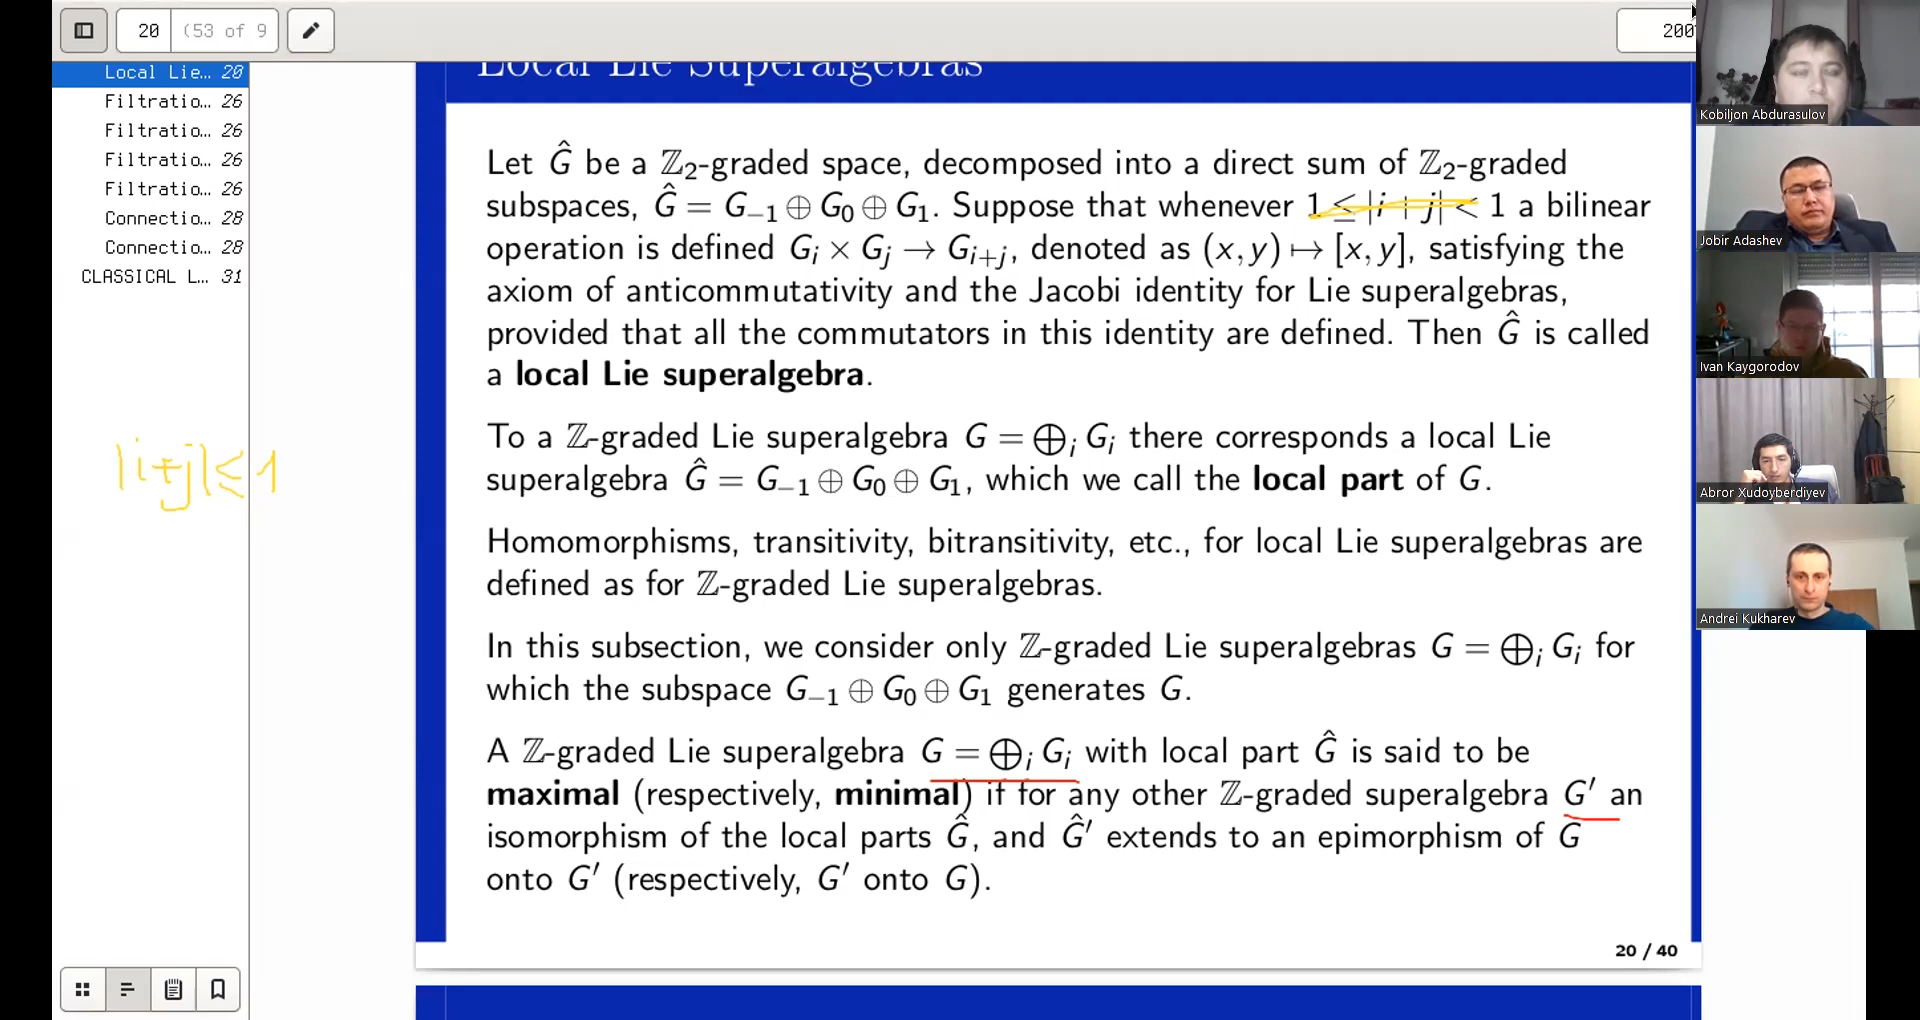 20 (53 of 9
200
Local Lie… 20
Filtratio… 26
Filtratio… 26
Filtratio… 26
Filtratio… 26
Connectio… 28
Connectio… 28
CLASSICAL L… 31
|i+j|≤1
Local Lie Superalgebras
Let Ĝ be a ℤ₂-graded space, decomposed into a direct sum of ℤ₂-graded
subspaces, Ĝ = G₋₁ ⊕ G₀ ⊕ G₁. Suppose that whenever 1 ≤ |i + j| < 1 a bilinear
operation is defined Gᵢ × Gⱼ → Gᵢ₊ⱼ, denoted as (x, y) ↦ [x, y], satisfying the
axiom of anticommutativity and the Jacobi identity for Lie superalgebras,
provided that all the commutators in this identity are defined. Then Ĝ is called
a local Lie superalgebra.
To a ℤ-graded Lie superalgebra G = ⊕ᵢ Gᵢ there corresponds a local Lie
superalgebra Ĝ = G₋₁ ⊕ G₀ ⊕ G₁, which we call the local part of G.
Homomorphisms, transitivity, bitransitivity, etc., for local Lie superalgebras are
defined as for ℤ-graded Lie superalgebras.
In this subsection, we consider only ℤ-graded Lie superalgebras G = ⊕ᵢ Gᵢ for
which the subspace G₋₁ ⊕ G₀ ⊕ G₁ generates G.
A ℤ-graded Lie superalgebra G = ⊕ᵢ Gᵢ with local part Ĝ is said to be
maximal (respectively, minimal) if for any other ℤ-graded superalgebra G′ an
isomorphism of the local parts Ĝ, and Ĝ′ extends to an epimorphism of G
onto G′ (respectively, G′ onto G).
20 / 40
Kobiljon Abdurasulov
Jobir Adashev
Ivan Kaygorodov
Abror Xudoyberdiyev
Andrei Kukharev